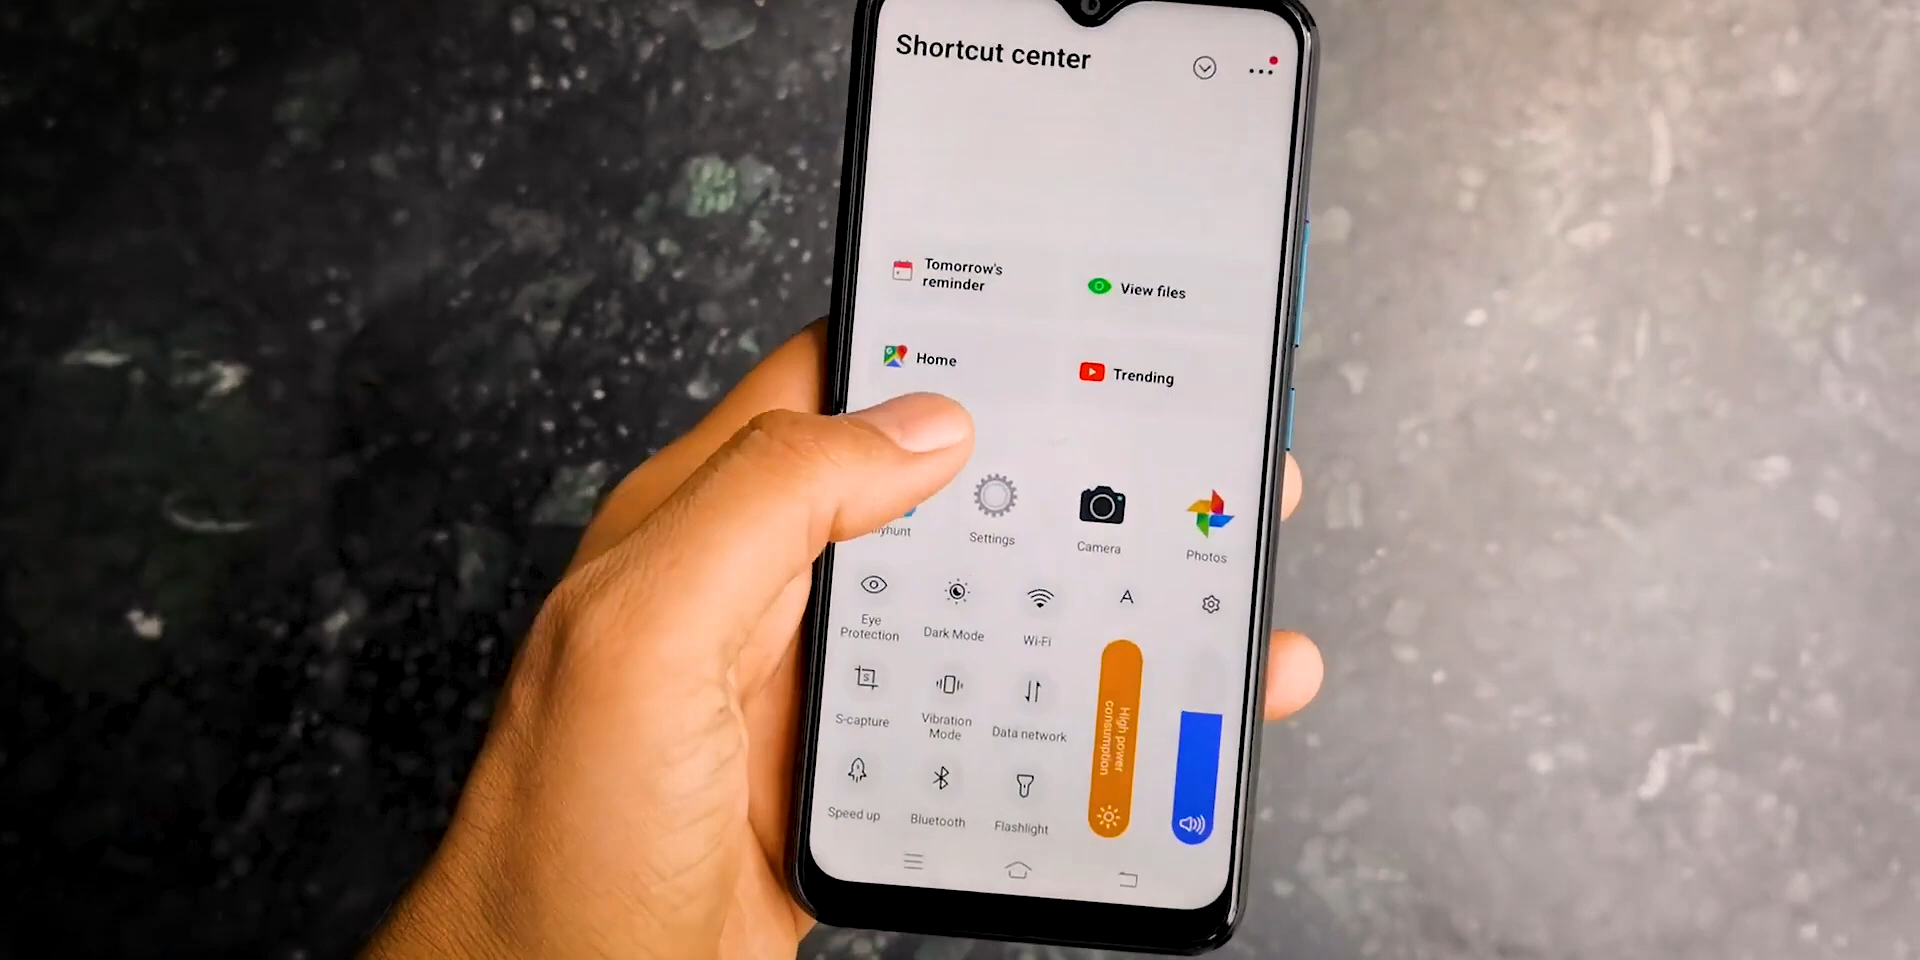 Shortcut center
Tomorrow's
reminder
View files
Home
Trending
Settings
Camera
Photos
Eye
Protection
Dark Mode
Wi-Fi
A
S-capture
Vibration
Mode
Data network
High power
consumption
Speed up
Bluetooth
Flashlight